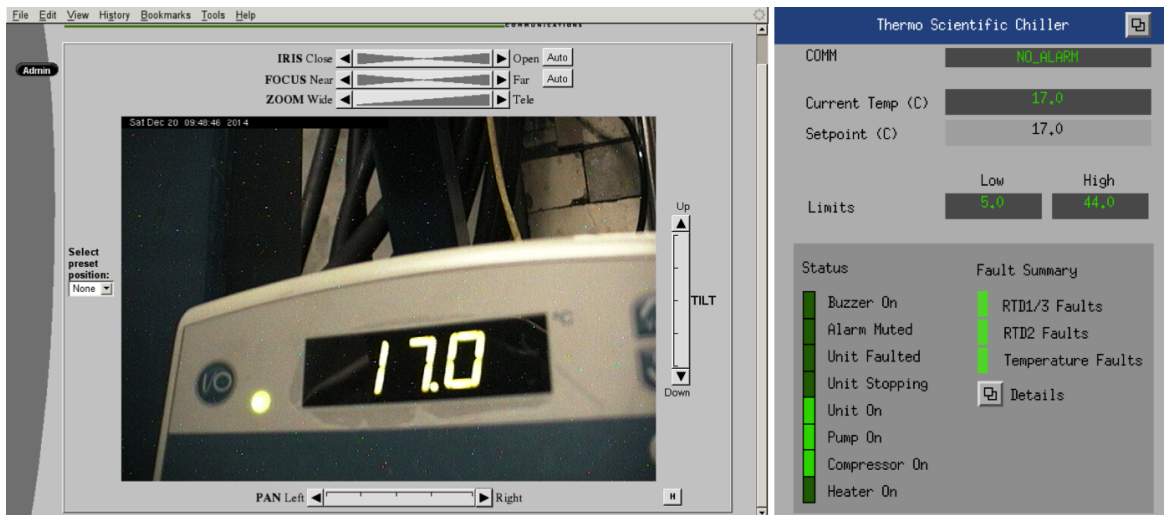 File Edit View History Bookmarks Tools Help
COMMUNICATIONS
Admin
IRIS Close Open Auto
FOCUS Near Far Auto
ZOOM Wide Tele
Sat Dec 20 09:48:46 2014
Select
preset
position:
None
Up
TILT
Down
°C
I/O
17.0
PAN Left Right H
Thermo Scientific Chiller
COMM NO_ALARM
Current Temp (C) 17.0
Setpoint (C) 17.0
Low High
Limits 5.0 44.0
Status
Buzzer On
Alarm Muted
Unit Faulted
Unit Stopping
Unit On
Pump On
Compressor On
Heater On
Fault Summary
RTD1/3 Faults
RTD2 Faults
Temperature Faults
Details